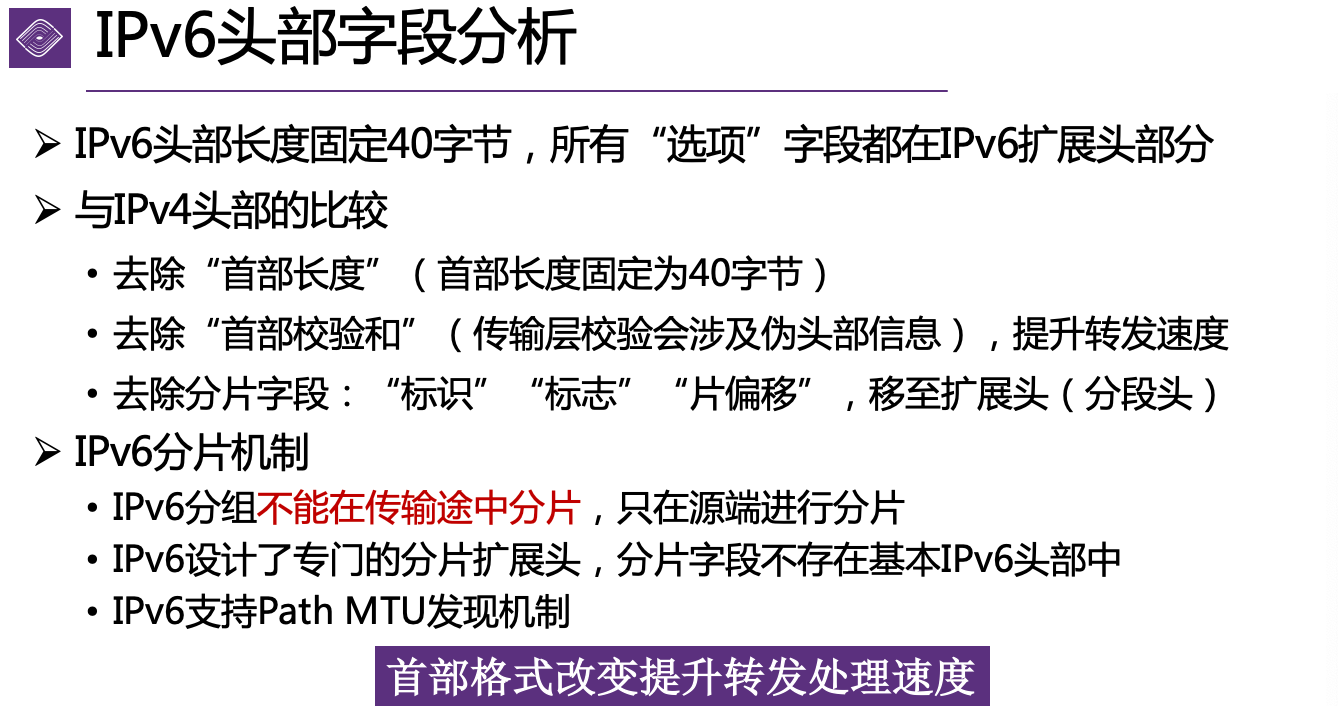 IPv6头部字段分析
➢ IPv6头部长度固定40字节，所有“选项”字段都在IPv6扩展头部分
➢ 与IPv4头部的比较
• 去除“首部长度”（首部长度固定为40字节）
• 去除“首部校验和”（传输层校验会涉及伪头部信息），提升转发速度
• 去除分片字段：“标识”“标志”“片偏移”，移至扩展头（分段头）
➢ IPv6分片机制
• IPv6分组不能在传输途中分片，只在源端进行分片
• IPv6设计了专门的分片扩展头，分片字段不存在基本IPv6头部中
• IPv6支持Path MTU发现机制
首部格式改变提升转发处理速度